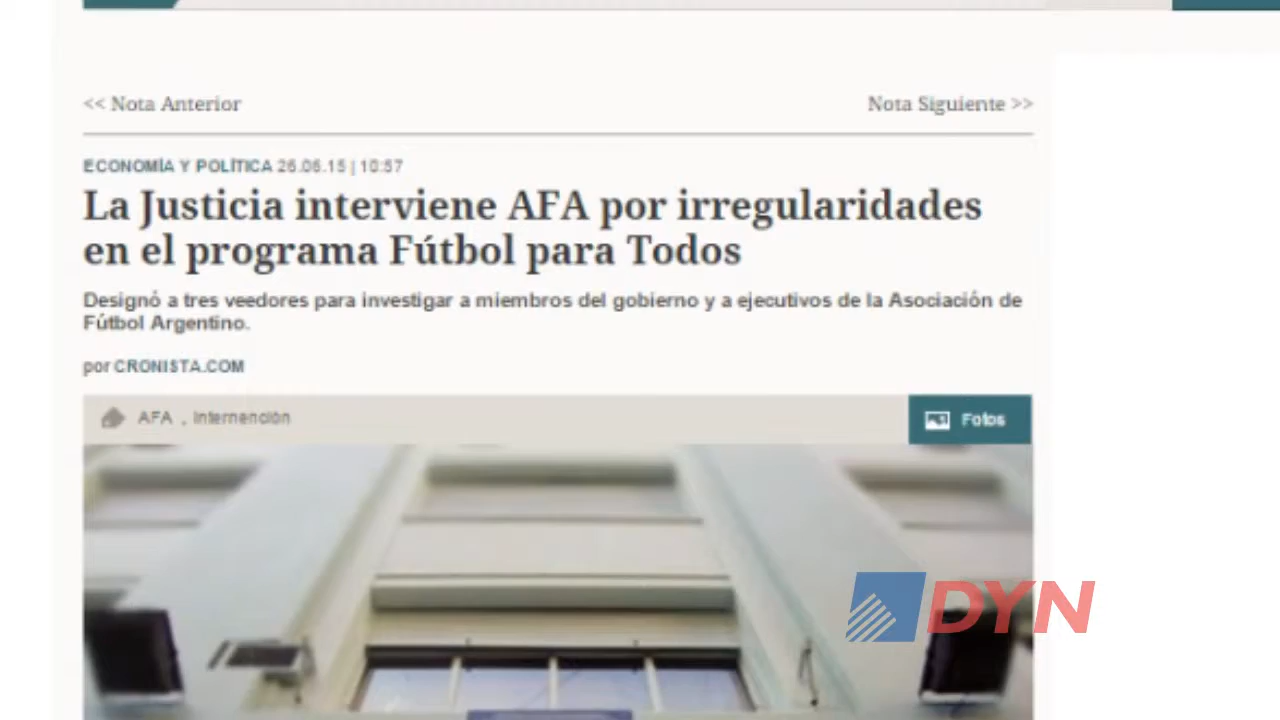 << Nota Anterior
Nota Siguiente >>
ECONOMÍA Y POLÍTICA 26.06.15 | 10:57
La Justicia interviene AFA por irregularidades
en el programa Fútbol para Todos
Designó a tres veedores para investigar a miembros del gobierno y a ejecutivos de la Asociación de
Fútbol Argentino.
por CRONISTA.COM
AFA , Internención
Fotos
DYN